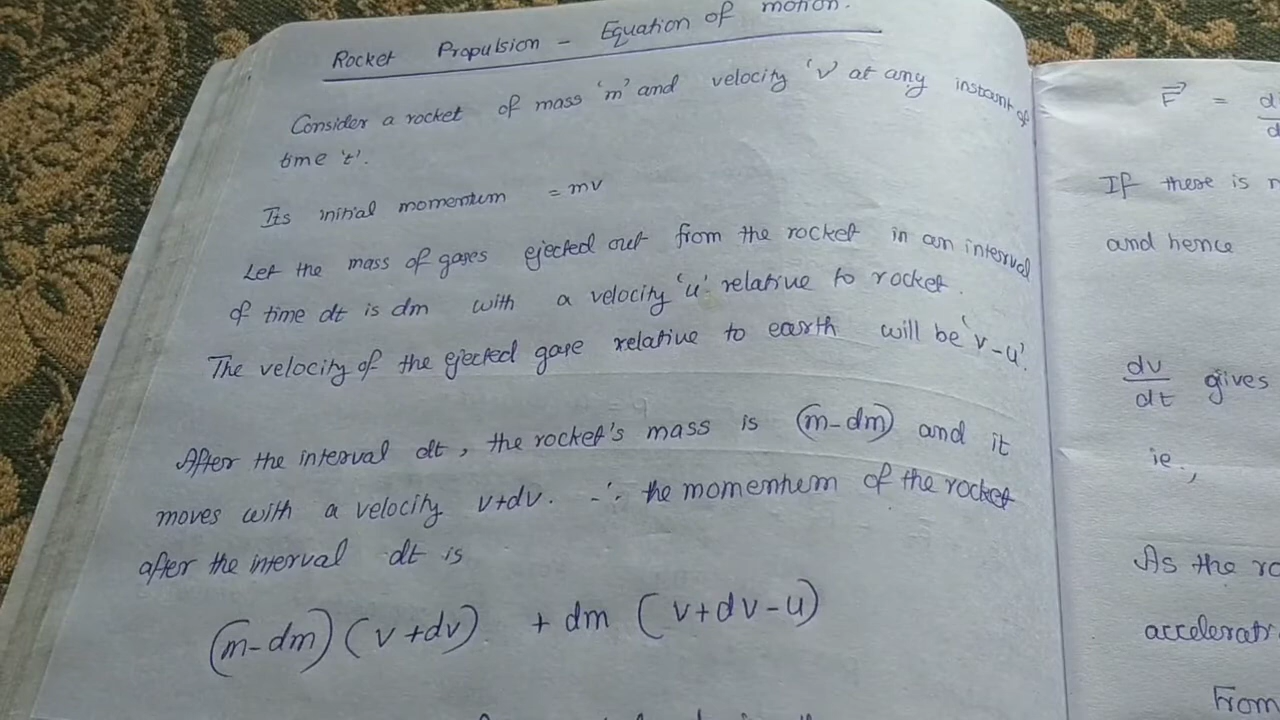 Rocket Propulsion - Equation of motion.
Consider a rocket of mass 'm' and velocity 'v' at any instant of
time 't'.
Its initial momentum = mv
Let the mass of gases ejected out from the rocket in an interval
of time dt is dm with a velocity 'u' relative to rocket.
The velocity of the ejected gase relative to earth will be 'v-u'.
After the interval dt, the rocket's mass is (m-dm) and it
moves with a velocity v+dv. ∴ the momentum of the rocket
after the interval dt is
(m-dm) (v+dv) + dm (v+dv-u)
F⃗ = d
d
If there is
and hence
dv/dt gives
ie.,
As the
From